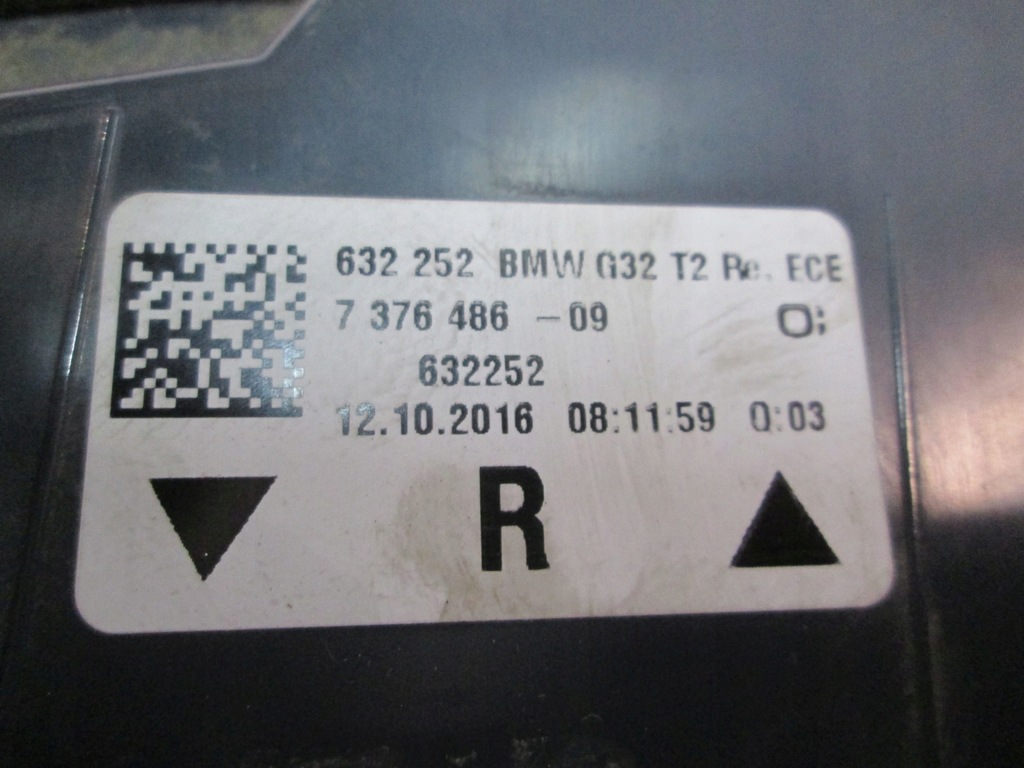 632 252 BMW G32 T2 Re. ECE
7 376 486 -09
632252
12.10.2016 08:11:59 0:03
R